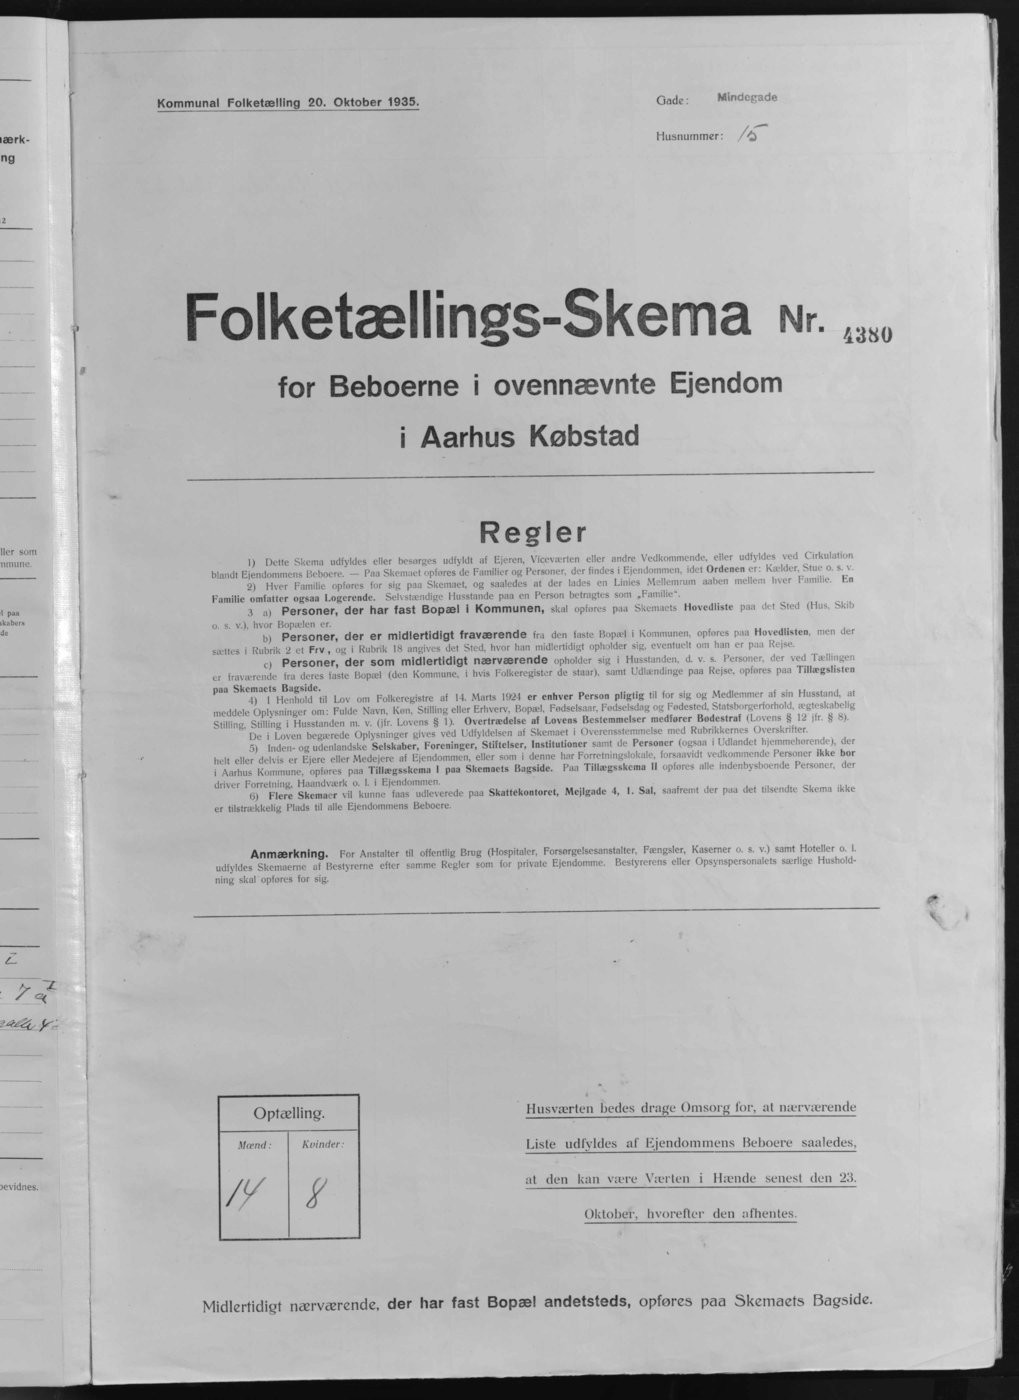 Kommunal Folketælling 20. Oktober 1935.
Gade: Mindegade
Husnummer: 15
Folketællings-Skema Nr. 4380
for Beboerne i ovennævnte Ejendom
i Aarhus Købstad
Regler
1) Dette Skema udfyldes eller besørges udfyldt af Ejeren, Viceværten eller andre Vedkommende, eller udfyldes ved Cirkulation
blandt Ejendommens Beboere. — Paa Skemaet opføres de Familier og Personer, der findes i Ejendommen, idet Ordenen er: Kælder, Stue o. s. v.
2) Hver Familie opføres for sig paa Skemaet, og saaledes at der lades en Linies Mellemrum aaben mellem hver Familie. En
Familie omfatter ogsaa Logerende. Selvstændige Husstande paa en Person betragtes som „Familie“.
3 a) Personer, der har fast Bopæl i Kommunen, skal opføres paa Skemaets Hovedliste paa det Sted (Hus, Skib
o. s. v.), hvor Bopælen er.
b) Personer, der er midlertidigt fraværende fra den faste Bopæl i Kommunen, opføres paa Hovedlisten, men der
sættes i Rubrik 2 et Frv, og i Rubrik 18 angives det Sted, hvor han midlertidigt opholder sig, eventuelt om han er paa Rejse.
c) Personer, der som midlertidigt nærværende opholder sig i Husstanden, d. v. s. Personer, der ved Tællingen
er fraværende fra deres faste Bopæl (den Kommune, i hvis Folkeregister de staar), samt Udlændinge paa Rejse, opføres paa Tillægslisten
paa Skemaets Bagside.
4) I Henhold til Lov om Folkeregistre af 14. Marts 1924 er enhver Person pligtig til for sig og Medlemmer af sin Husstand, at
meddele Oplysninger om: Fulde Navn, Køn, Stilling eller Erhverv, Bopæl, Fødselsaar, Fødselsdag og Fødested, Statsborgerforhold, ægteskabelig
Stilling, Stilling i Husstanden m. v. (jfr. Lovens § 1). Overtrædelse af Lovens Bestemmelser medfører Bødestraf (Lovens § 12 jfr. § 8).
De i Loven begærede Oplysninger gives ved Udfyldelsen af Skemaet i Overensstemmelse med Rubrikkernes Overskrifter.
5) Inden- og udenlandske Selskaber, Foreninger, Stiftelser, Institutioner samt de Personer (ogsaa i Udlandet hjemmehørende), der
helt eller delvis er Ejere eller Medejere af Ejendommen, eller som i denne har Forretningslokale, forsaavidt vedkommende Personer ikke bor
i Aarhus Kommune, opføres paa Tillægsskema I paa Skemaets Bagside. Paa Tillægsskema II opføres alle indenbysboende Personer, der
driver Forretning, Haandværk o. l. i Ejendommen.
6) Flere Skemaer vil kunne faas udleverede paa Skattekontoret, Mejlgade 4, 1. Sal, saafremt der paa det tilsendte Skema ikke
er tilstrækkelig Plads til alle Ejendommens Beboere.
Anmærkning. For Anstalter til offentlig Brug (Hospitaler, Forsørgelsesanstalter, Fængsler, Kaserner o. s. v.) samt Hoteller o. l.
udfyldes Skemaerne af Bestyrerne efter samme Regler som for private Ejendomme. Bestyrerens eller Opsynspersonalets særlige Hushold-
ning skal opføres for sig.
Optælling.
Mænd: Kvinder:
14 8
Husværten bedes drage Omsorg for, at nærværende
Liste udfyldes af Ejendommens Beboere saaledes,
at den kan være Værten i Hænde senest den 23.
Oktober, hvorefter den afhentes.
Midlertidigt nærværende, der har fast Bopæl andetsteds, opføres paa Skemaets Bagside.